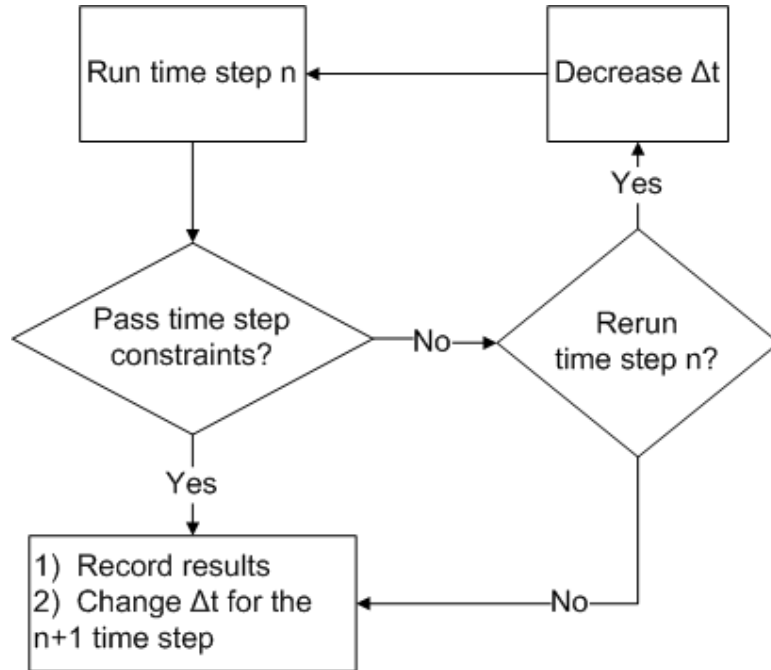 Run time step n
Decrease Δt
Yes
Pass time step
constraints?
No
Rerun
time step n?
Yes
1) Record results
2) Change Δt for the
n+1 time step
No